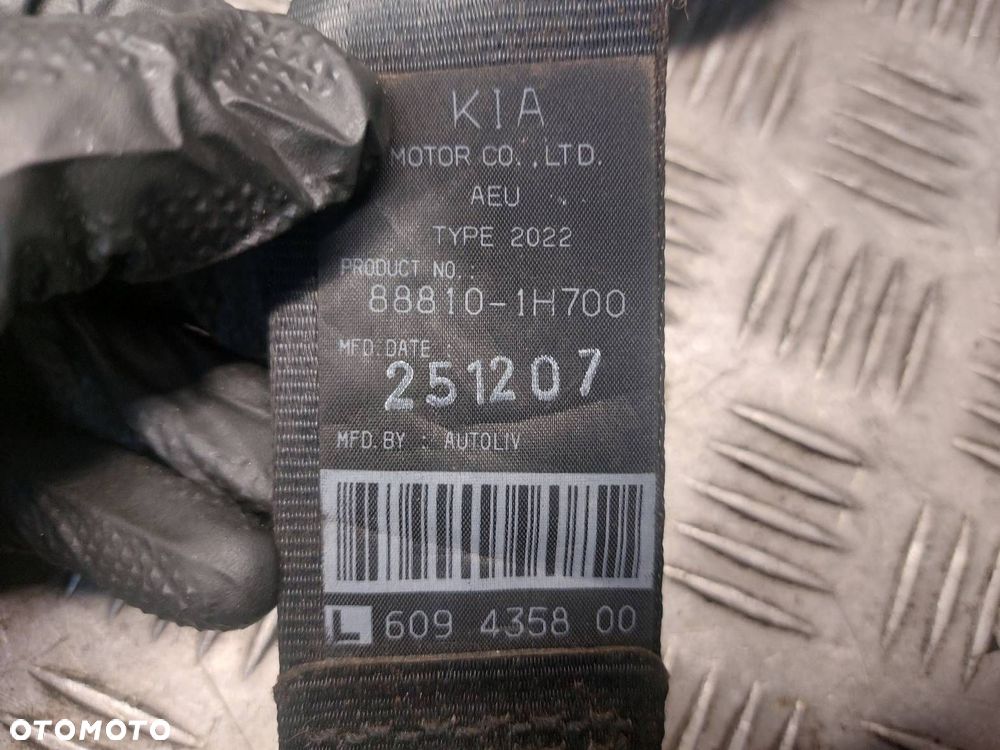 KIA
MOTOR CO.,LTD.
AEU
TYPE 2022
PRODUCT NO.:
88810-1H700
MFD. DATE :
251207
MFD. BY : AUTOLIV
L 609 4358 00
OTOMOTO